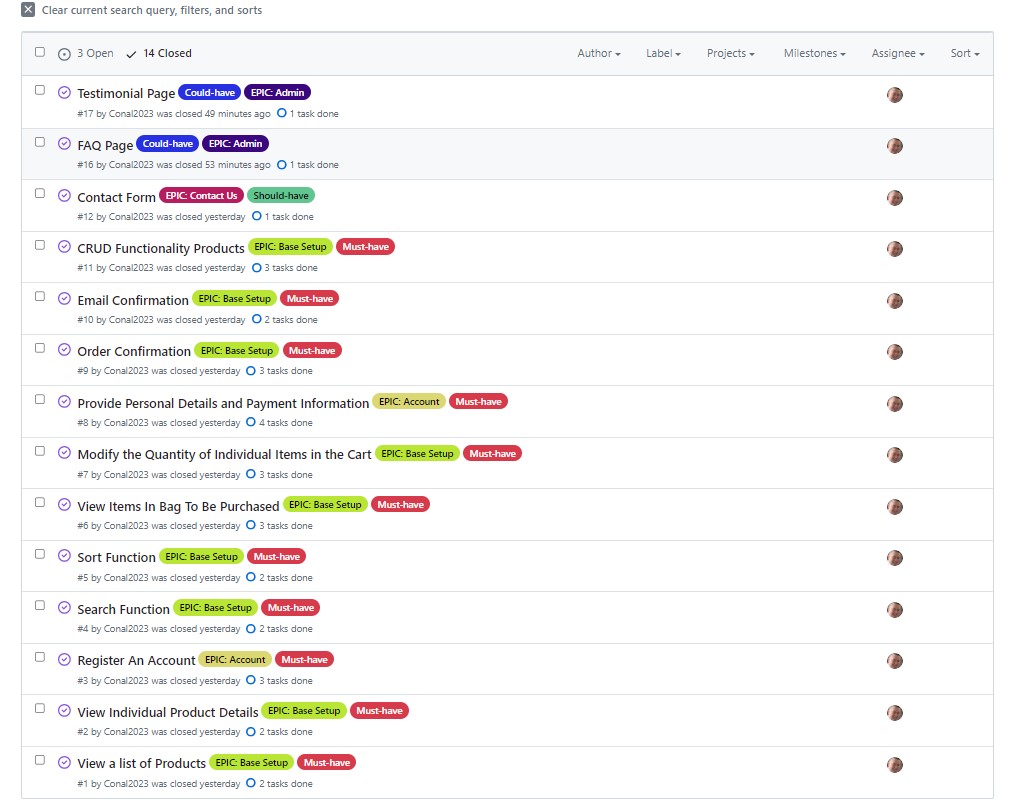 Clear current search query, filters, and sorts
3 Open 14 Closed Author Label Projects Milestones Assignee Sort
Testimonial Page Could-have EPIC: Admin
#17 by Conal2023 was closed 49 minutes ago 1 task done
FAQ Page Could-have EPIC: Admin
#16 by Conal2023 was closed 53 minutes ago 1 task done
Contact Form EPIC: Contact Us Should-have
#12 by Conal2023 was closed yesterday 1 task done
CRUD Functionality Products EPIC: Base Setup Must-have
#11 by Conal2023 was closed yesterday 3 tasks done
Email Confirmation EPIC: Base Setup Must-have
#10 by Conal2023 was closed yesterday 2 tasks done
Order Confirmation EPIC: Base Setup Must-have
#9 by Conal2023 was closed yesterday 3 tasks done
Provide Personal Details and Payment Information EPIC: Account Must-have
#8 by Conal2023 was closed yesterday 4 tasks done
Modify the Quantity of Individual Items in the Cart EPIC: Base Setup Must-have
#7 by Conal2023 was closed yesterday 3 tasks done
View Items In Bag To Be Purchased EPIC: Base Setup Must-have
#6 by Conal2023 was closed yesterday 3 tasks done
Sort Function EPIC: Base Setup Must-have
#5 by Conal2023 was closed yesterday 2 tasks done
Search Function EPIC: Base Setup Must-have
#4 by Conal2023 was closed yesterday 2 tasks done
Register An Account EPIC: Account Must-have
#3 by Conal2023 was closed yesterday 3 tasks done
View Individual Product Details EPIC: Base Setup Must-have
#2 by Conal2023 was closed yesterday 2 tasks done
View a list of Products EPIC: Base Setup Must-have
#1 by Conal2023 was closed yesterday 2 tasks done